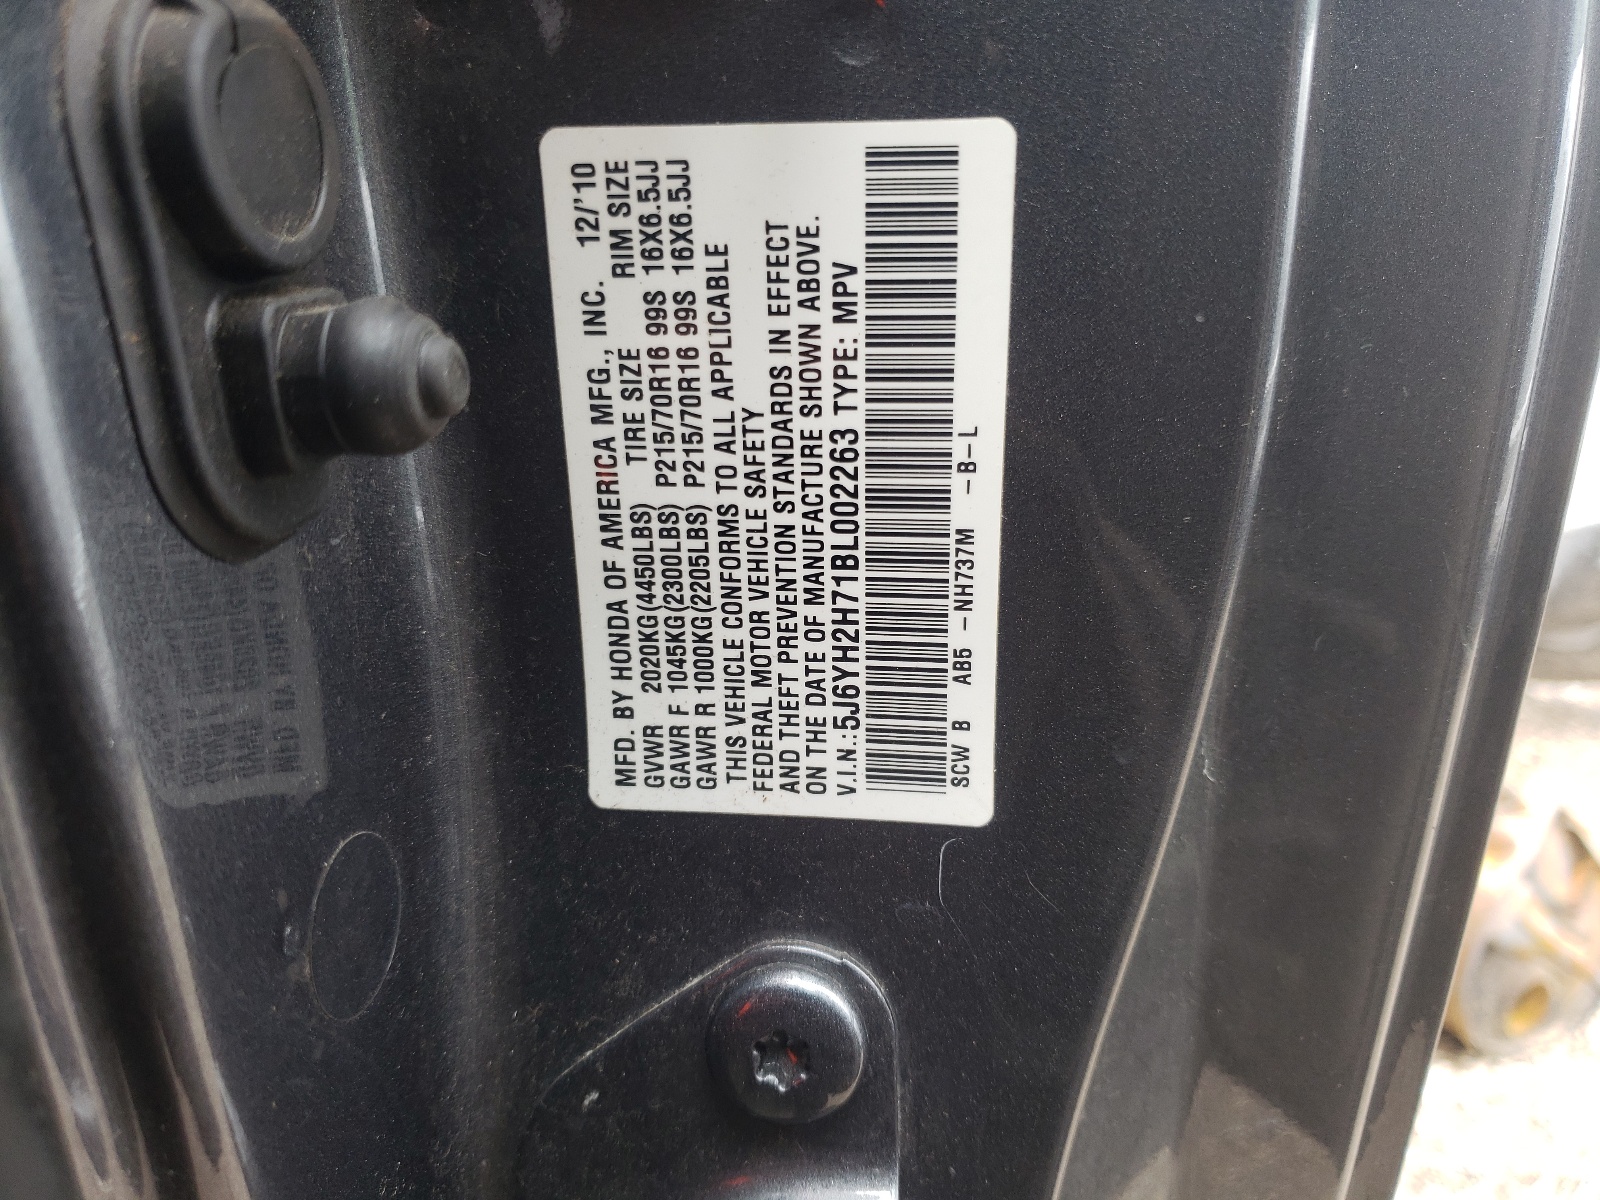 MFD. BY HONDA OF AMERICA MFG., INC. 12/'10
GVWR 2020KG(4450LBS) TIRE SIZE RIM SIZE
GAWR F 1045KG(2300LBS) P215/70R16 99S 16X6.5JJ
GAWR R 1000KG(2205LBS) P215/70R16 99S 16X6.5JJ
THIS VEHICLE CONFORMS TO ALL APPLICABLE
FEDERAL MOTOR VEHICLE SAFETY
AND THEFT PREVENTION STANDARDS IN EFFECT
ON THE DATE OF MANUFACTURE SHOWN ABOVE.
V.I.N.:5J6YH2H71BL002263 TYPE: MPV
SCW B AB5 -NH737M -B-L